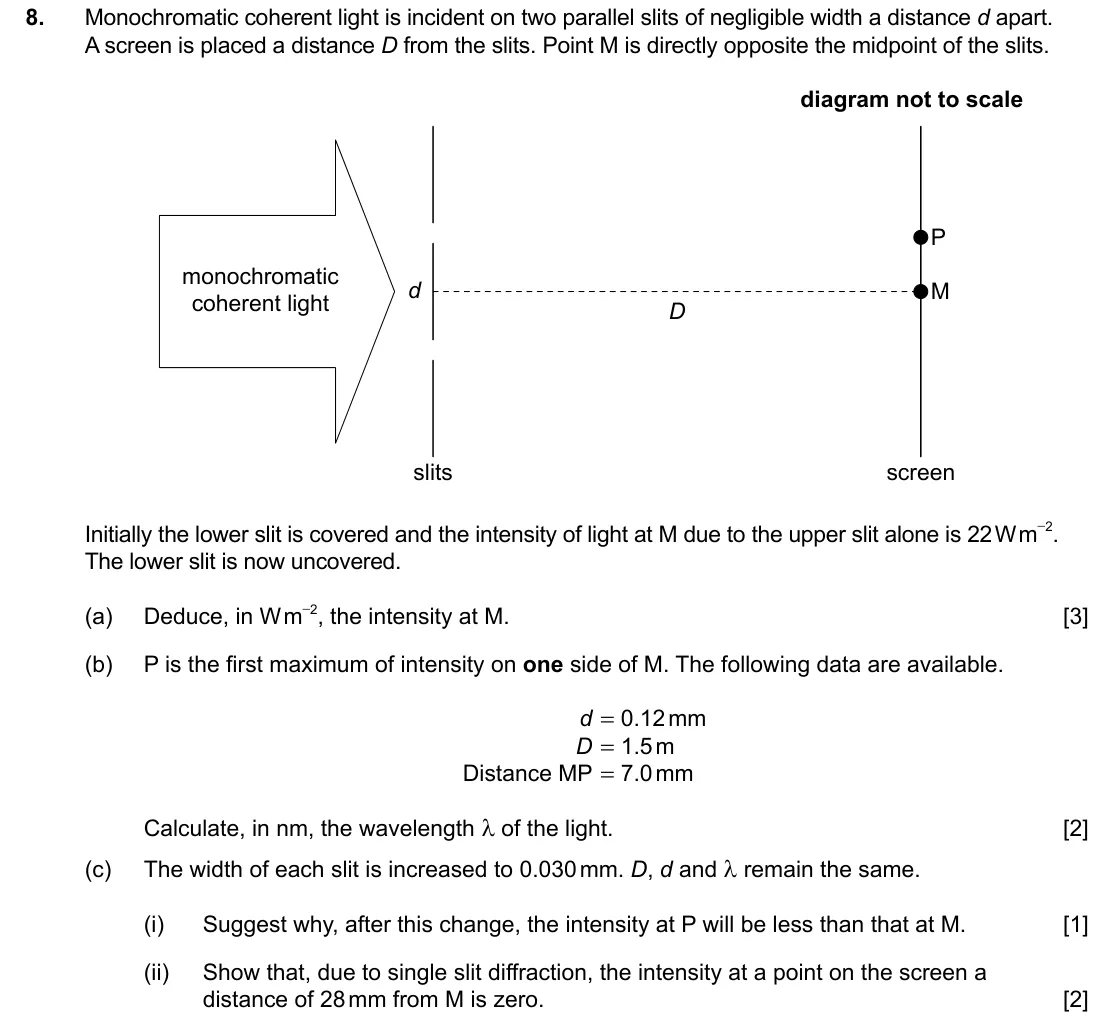 8. Monochromatic coherent light is incident on two parallel slits of negligible width a distance d apart.
A screen is placed a distance D from the slits. Point M is directly opposite the midpoint of the slits.
diagram not to scale
P
monochromatic
coherent light
d
M
D
slits
screen
Initially the lower slit is covered and the intensity of light at M due to the upper slit alone is 22 W m⁻².
The lower slit is now uncovered.
(a) Deduce, in W m⁻², the intensity at M. [3]
(b) P is the first maximum of intensity on one side of M. The following data are available.
d = 0.12 mm
D = 1.5 m
Distance MP = 7.0 mm
Calculate, in nm, the wavelength λ of the light. [2]
(c) The width of each slit is increased to 0.030 mm. D, d and λ remain the same.
(i) Suggest why, after this change, the intensity at P will be less than that at M. [1]
(ii) Show that, due to single slit diffraction, the intensity at a point on the screen a
distance of 28 mm from M is zero. [2]